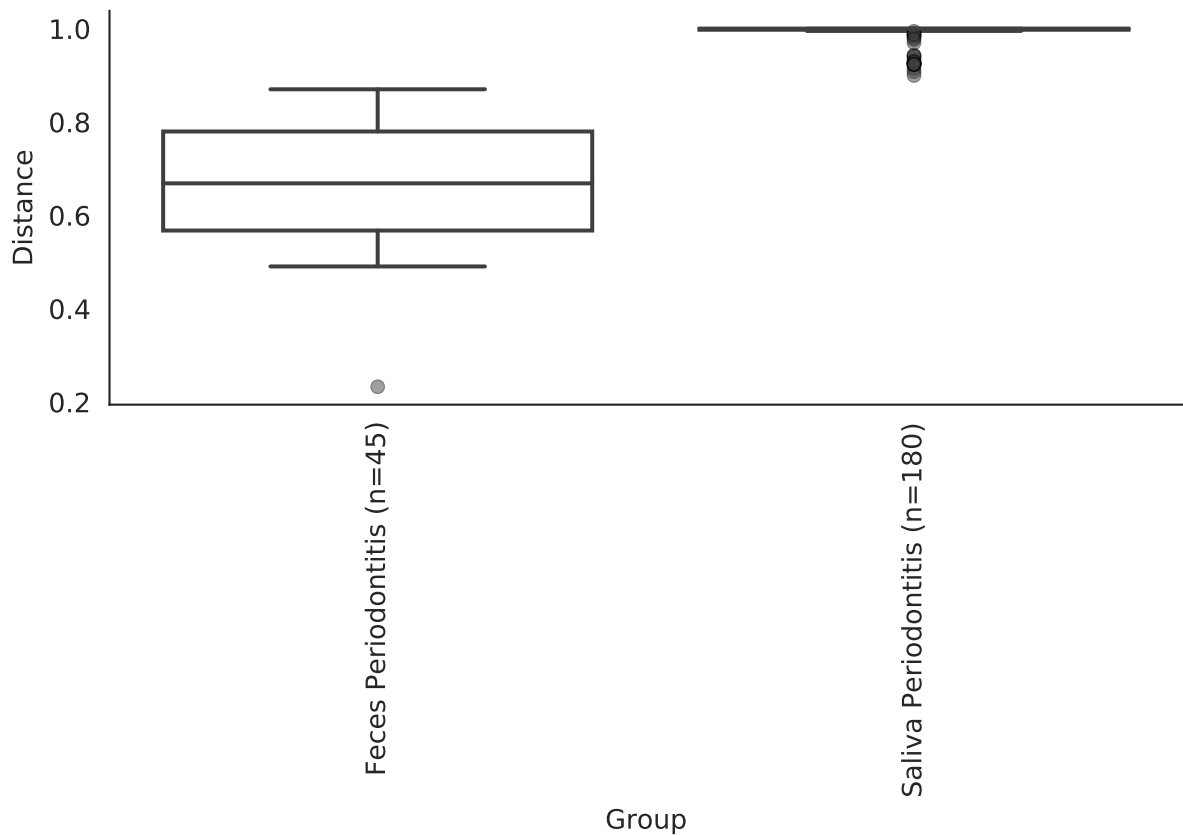 1.0
0.8
0.6
0.4
0.2
Distance
Feces Periodontitis (n=45)
Saliva Periodontitis (n=180)
Group